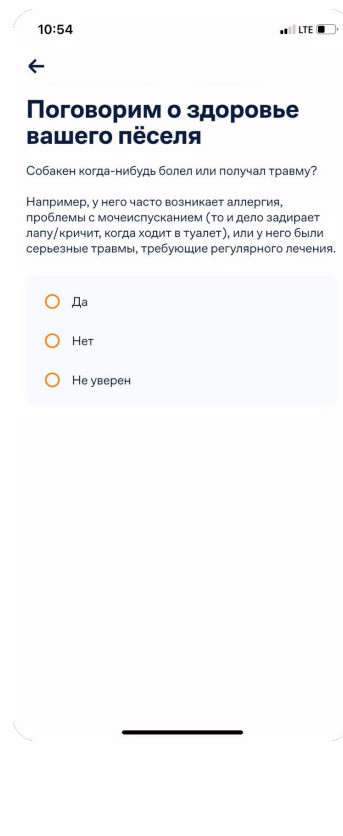 10:54
LTE
Поговорим о здоровье
вашего пёселя
Собакен когда-нибудь болел или получал травму?
Например, у него часто возникает аллергия,
проблемы с мочеиспусканием (то и дело задирает
лапу/кричит, когда ходит в туалет), или у него были
серьезные травмы, требующие регулярного лечения.
Да
Нет
Не уверен